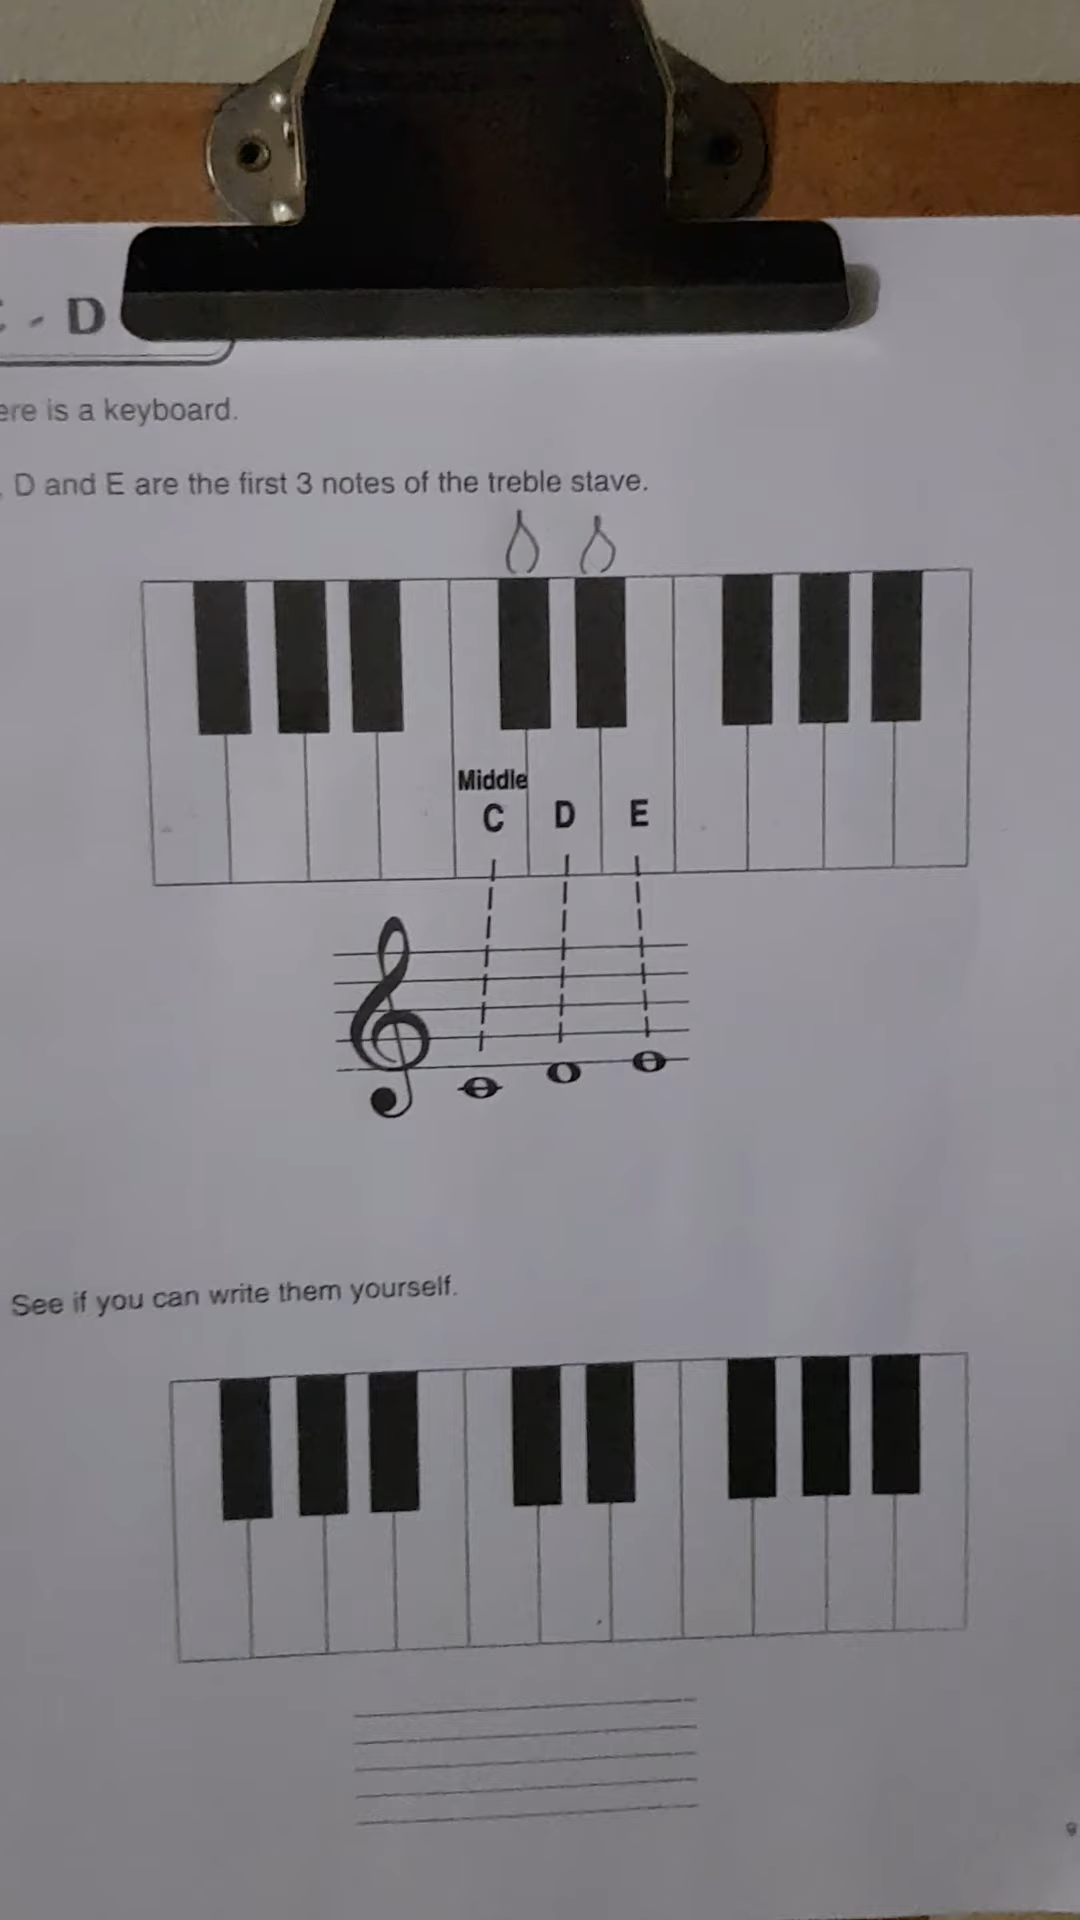 - D
is a keyboard.
D and E are the first 3 notes of the treble stave.
Middle
C D E
See if you can write them yourself.
9